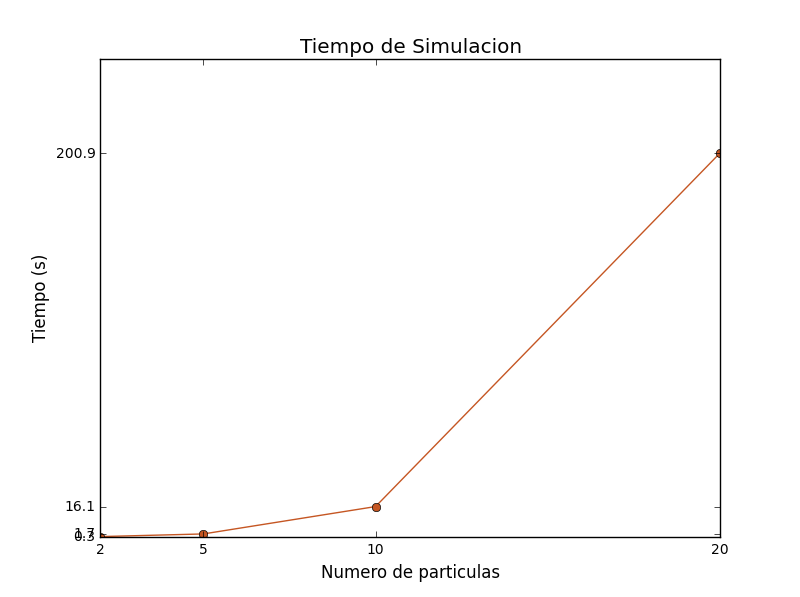 Tiempo de Simulacion
200.9
Tiempo (s)
16.1
1.7
0.3
2 5 10 20
Numero de particulas